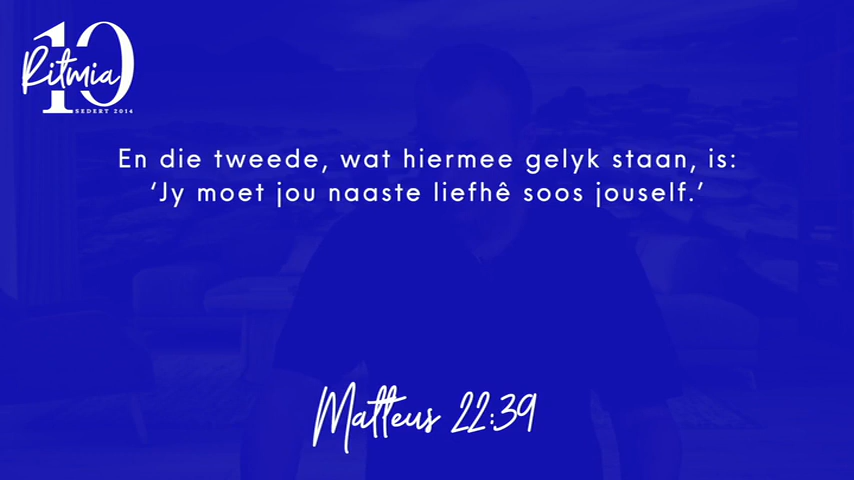 10
Ritmia
SEDERT 2014
En die tweede, wat hiermee gelyk staan, is:
‘Jy moet jou naaste liefhê soos jouself.’
Matteus 22:39